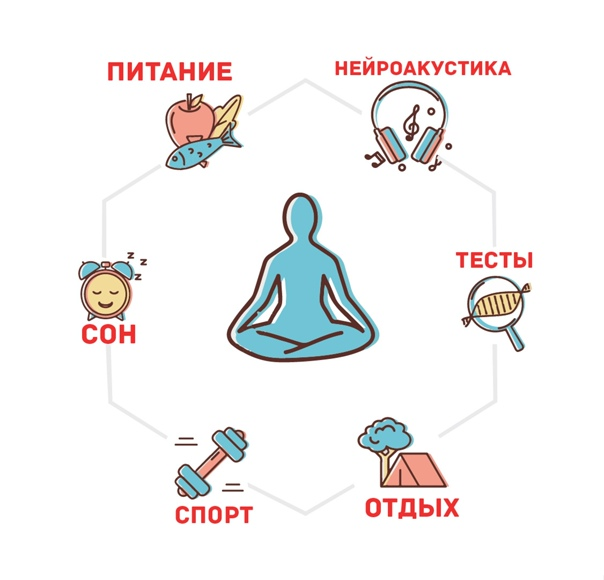 ПИТАНИЕ
НЕЙРОАКУСТИКА
ТЕСТЫ
z z z
СОН
ОТДЫХ
СПОРТ